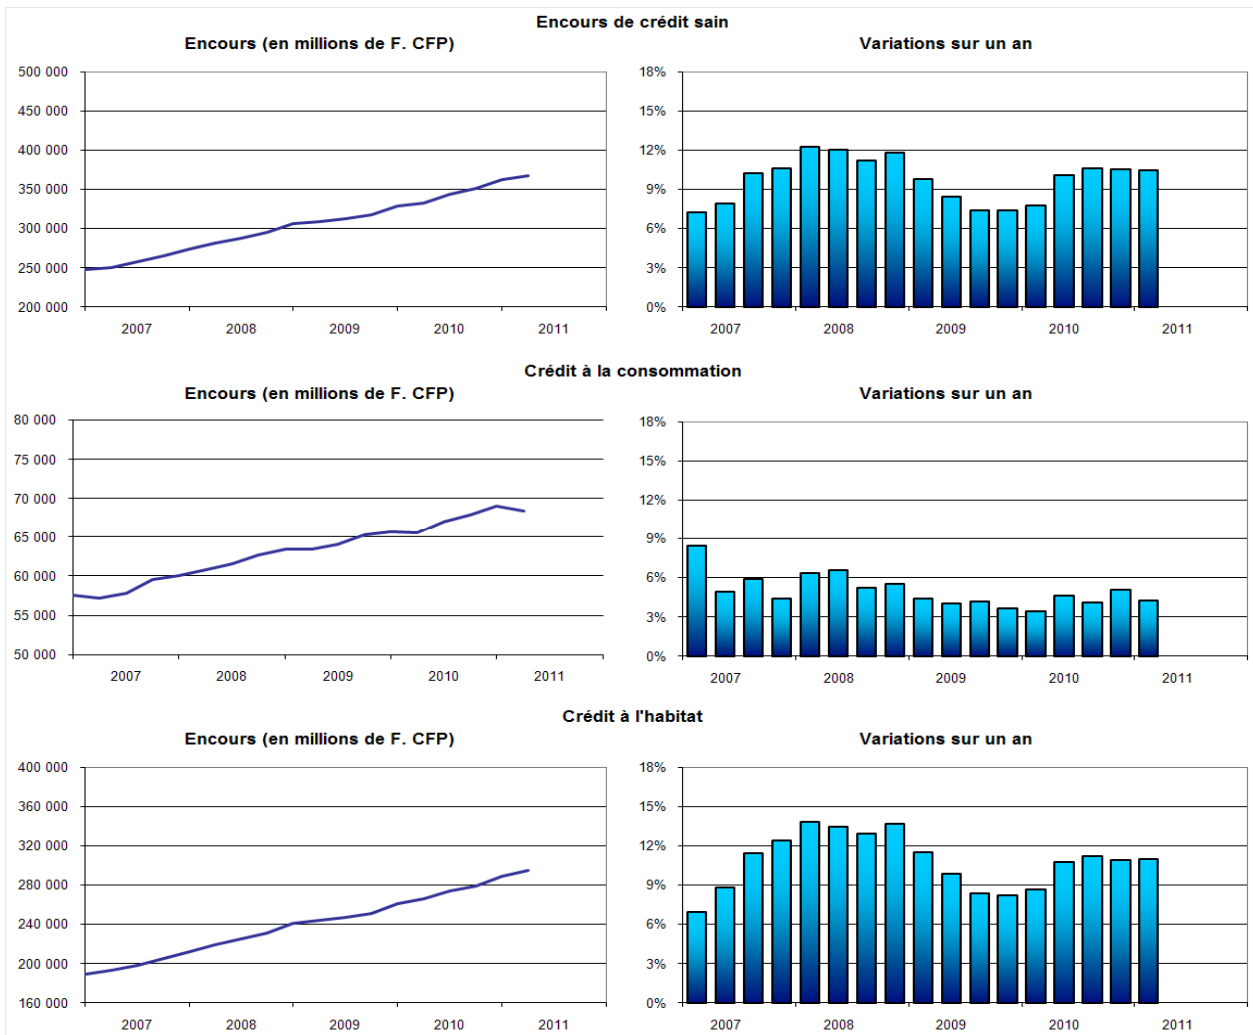 Encours de crédit sain
Encours (en millions de F. CFP)
Variations sur un an
500 000
450 000
400 000
350 000
300 000
250 000
200 000
2007 2008 2009 2010 2011
18%
15%
12%
9%
6%
3%
0%
2007 2008 2009 2010 2011
Crédit à la consommation
Encours (en millions de F. CFP)
Variations sur un an
80 000
75 000
70 000
65 000
60 000
55 000
50 000
2007 2008 2009 2010 2011
18%
15%
12%
9%
6%
3%
0%
2007 2008 2009 2010 2011
Crédit à l'habitat
Encours (en millions de F. CFP)
Variations sur un an
400 000
360 000
320 000
280 000
240 000
200 000
160 000
2007 2008 2009 2010 2011
18%
15%
12%
9%
6%
3%
0%
2007 2008 2009 2010 2011